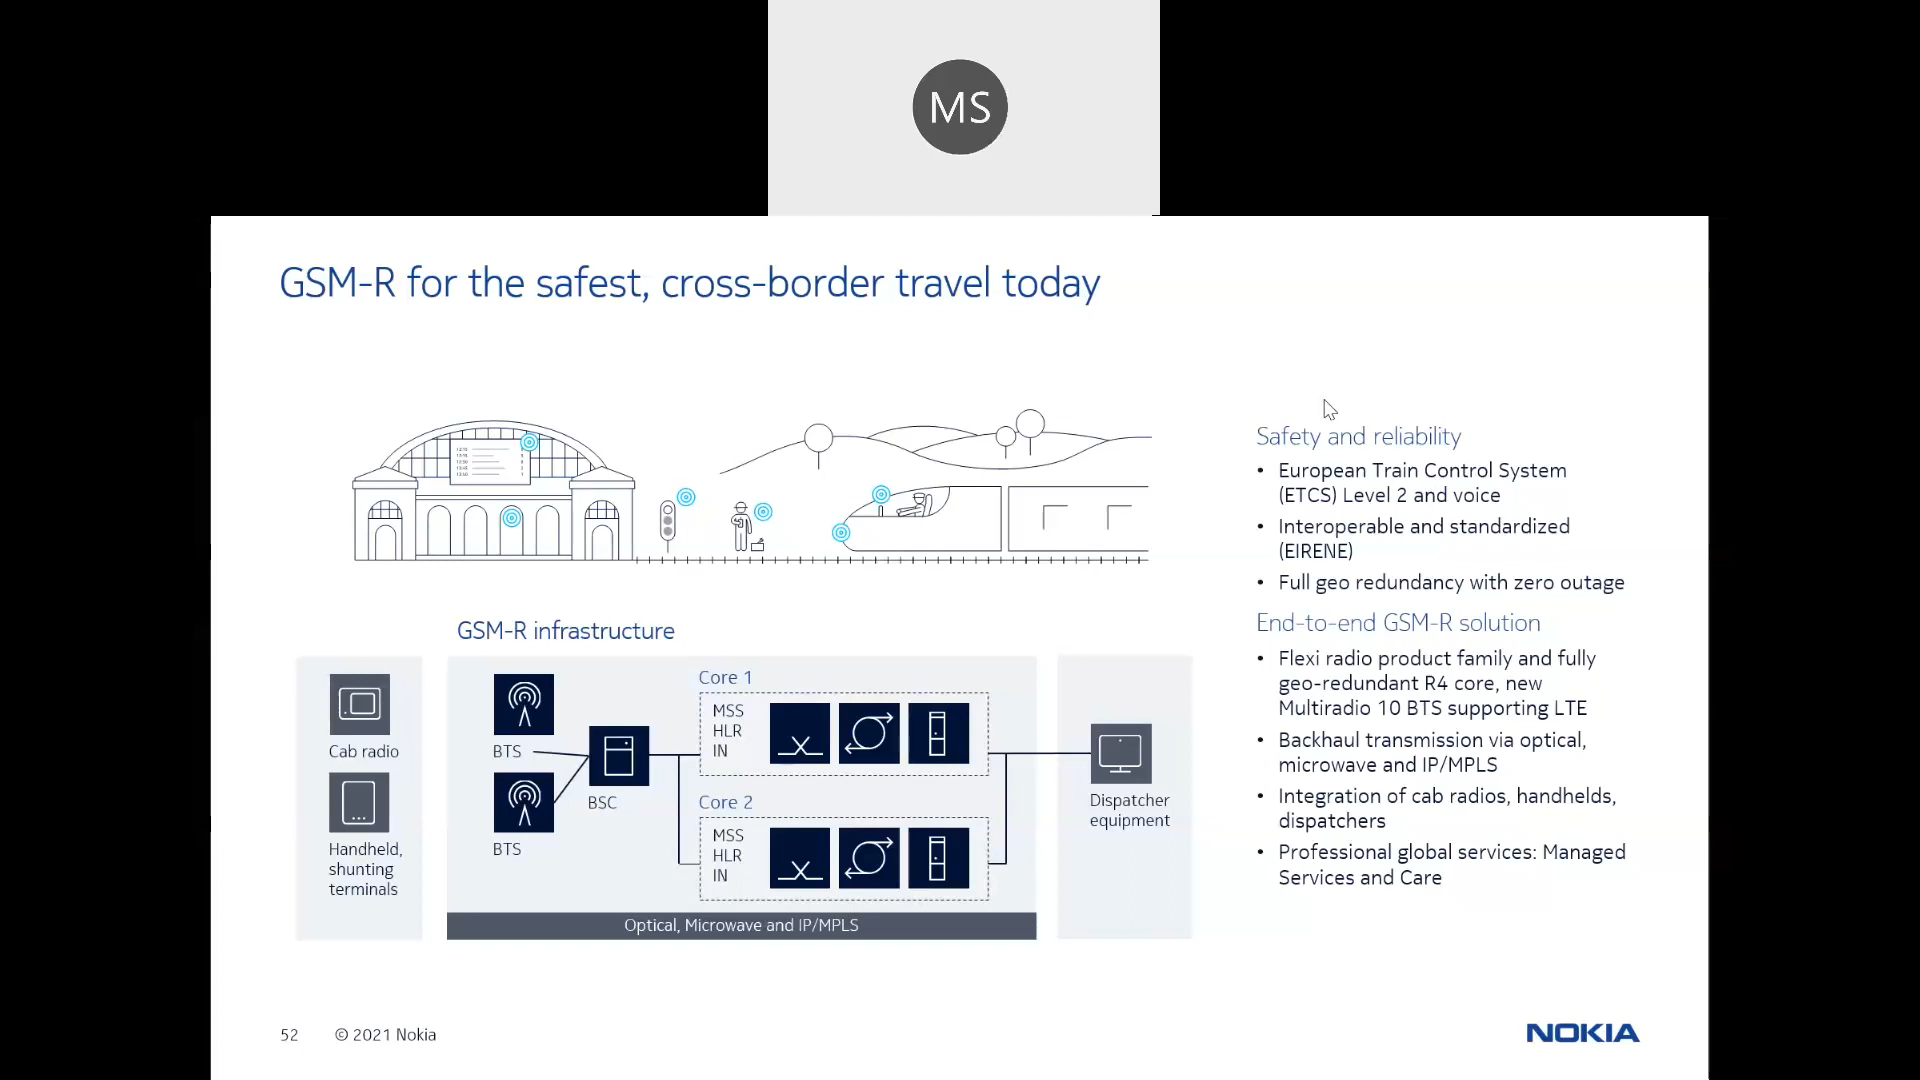 MS
GSM-R for the safest, cross-border travel today
Safety and reliability
• European Train Control System
(ETCS) Level 2 and voice
• Interoperable and standardized
(EIRENE)
• Full geo redundancy with zero outage
End-to-end GSM-R solution
• Flexi radio product family and fully
geo-redundant R4 core, new
Multiradio 10 BTS supporting LTE
• Backhaul transmission via optical,
microwave and IP/MPLS
• Integration of cab radios, handhelds,
dispatchers
• Professional global services: Managed
Services and Care
GSM-R infrastructure
Cab radio
Handheld,
shunting
terminals
BTS
BTS
BSC
Core 1
MSS
HLR
IN
Core 2
MSS
HLR
IN
Optical, Microwave and IP/MPLS
Dispatcher
equipment
52 © 2021 Nokia
NOKIA